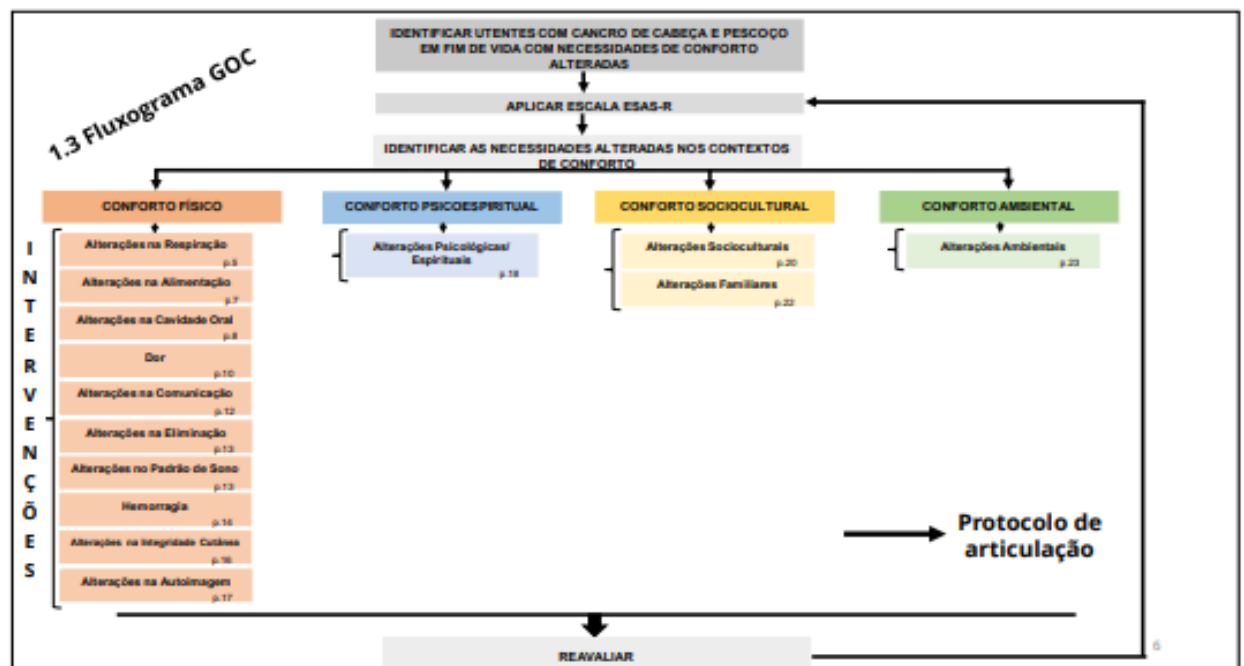 1.3 Fluxograma GOC
IDENTIFICAR UTENTES COM CANCRO DE CABEÇA E PESCOÇO
EM FIM DE VIDA COM NECESSIDADES DE CONFORTO
ALTERADAS
APLICAR ESCALA ESAS-R
IDENTIFICAR AS NECESSIDADES ALTERADAS NOS CONTEXTOS
DE CONFORTO
CONFORTO FÍSICO
CONFORTO PSICOESPIRITUAL
CONFORTO SOCIOCULTURAL
CONFORTO AMBIENTAL
INTERVENÇÕES
Alterações na Respiração
p.5
Alterações na Alimentação
p.7
Alterações na Cavidade Oral
p.8
Dor
p.10
Alterações na Comunicação
p.12
Alterações na Eliminação
p.13
Alterações no Padrão de Sono
p.13
Hemorragia
p.14
Alterações na Integridade Cutânea
p.16
Alterações na Autoimagem
p.17
Alterações Psicológicas/
Espirituais
p.18
Alterações Socioculturais
p.20
Alterações Familiares
p.22
Alterações Ambientais
p.23
Protocolo de
articulação
REAVALIAR
6